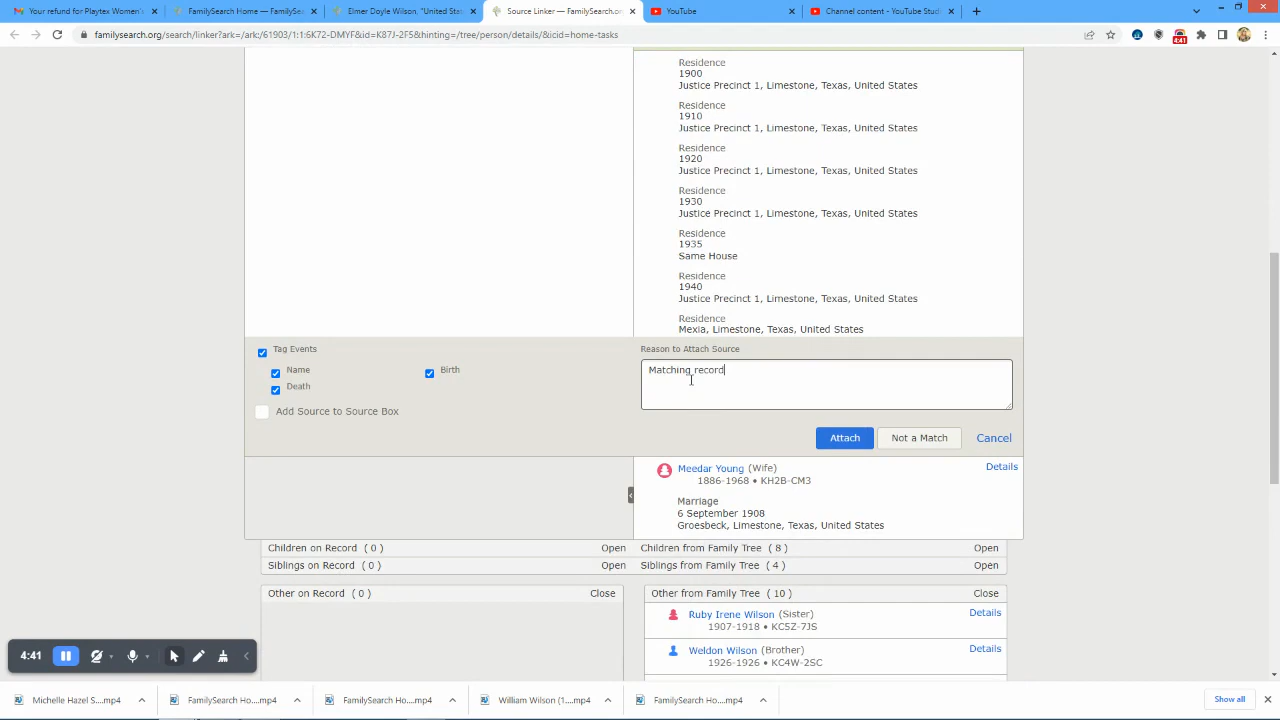 Your refund for Playtex Women's
FamilySearch Home — FamilySe
Elmer Doyle Wilson, "United Stat
Source Linker — FamilySearch.or
YouTube
Channel content - YouTube Studi
familysearch.org/search/linker?ark=/ark:/61903/1:1:6K72-DMYF&id=K87J-2F5&hinting=/tree/person/details/&icid=home-tasks
4:41
Residence
1900
Justice Precinct 1, Limestone, Texas, United States
Residence
1910
Justice Precinct 1, Limestone, Texas, United States
Residence
1920
Justice Precinct 1, Limestone, Texas, United States
Residence
1930
Justice Precinct 1, Limestone, Texas, United States
Residence
1935
Same House
Residence
1940
Justice Precinct 1, Limestone, Texas, United States
Residence
Mexia, Limestone, Texas, United States
Tag Events
Name
Birth
Death
Add Source to Source Box
Reason to Attach Source
Matching record
Attach
Not a Match
Cancel
Meedar Young (Wife)
Details
1886-1968 • KH2B-CM3
Marriage
6 September 1908
Groesbeck, Limestone, Texas, United States
Children on Record ( 0 ) Open
Children from Family Tree ( 8 ) Open
Siblings on Record ( 0 ) Open
Siblings from Family Tree ( 4 ) Open
Other on Record ( 0 ) Close
Other from Family Tree ( 10 ) Close
Ruby Irene Wilson (Sister)
Details
1907-1918 • KC5Z-7JS
Weldon Wilson (Brother)
Details
1926-1926 • KC4W-2SC
4:41
Michelle Hazel S....mp4
FamilySearch Ho....mp4
FamilySearch Ho....mp4
William Wilson (1....mp4
FamilySearch Ho....mp4
Show all